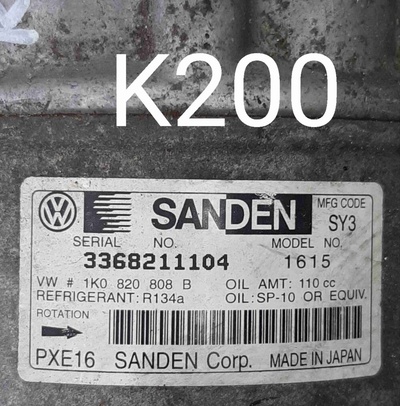 K200
SANDEN
MFG CODE
SY3
SERIAL NO. MODEL NO.
3368211104 1615
VW # 1K0 820 808 B OIL AMT: 110 cc
REFRIGERANT: R134a OIL: SP-10 OR EQUIV.
ROTATION
PXE16 SANDEN Corp. MADE IN JAPAN